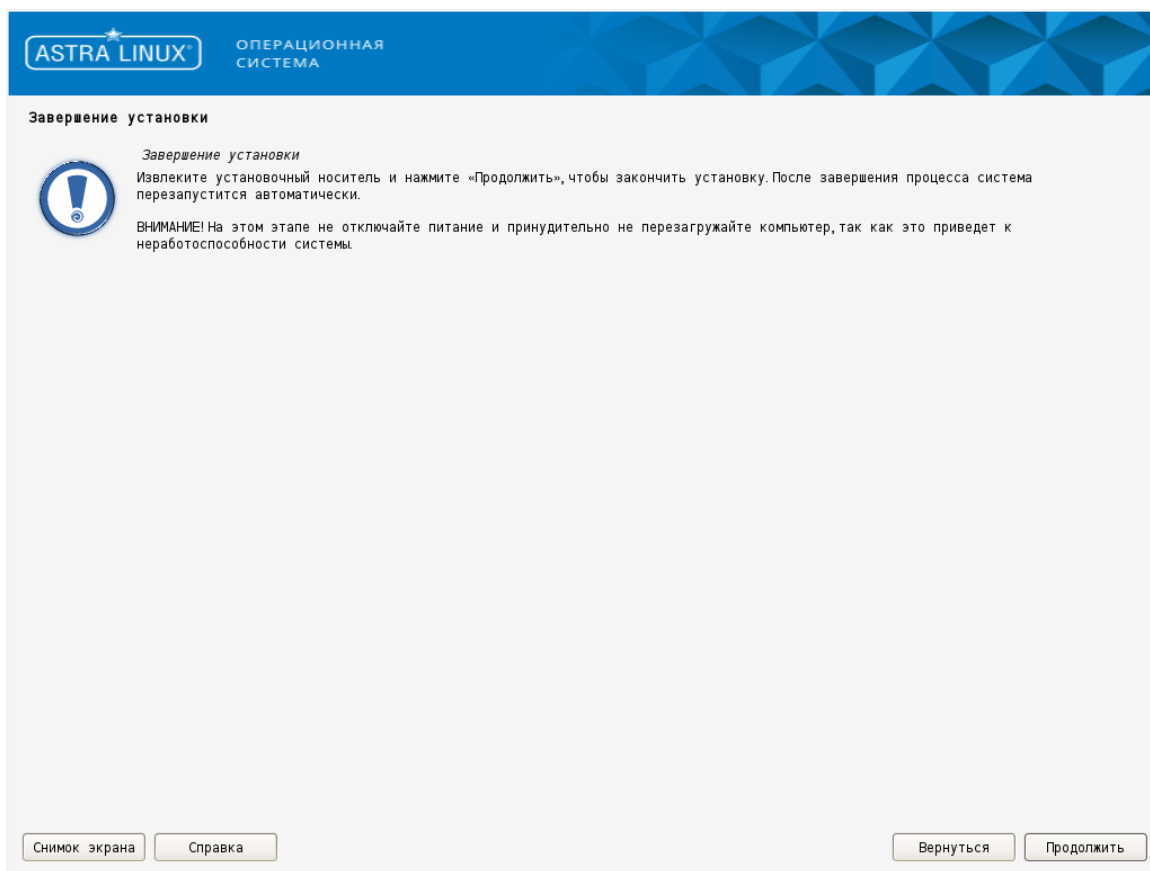 ASTRA LINUX®
ОПЕРАЦИОННАЯ
СИСТЕМА
Завершение установки
Завершение установки
Извлеките установочный носитель и нажмите «Продолжить», чтобы закончить установку. После завершения процесса система
перезапустится автоматически.
ВНИМАНИЕ! На этом этапе не отключайте питание и принудительно не перезагружайте компьютер, так как это приведет к
неработоспособности системы.
Снимок экрана
Справка
Вернуться
Продолжить